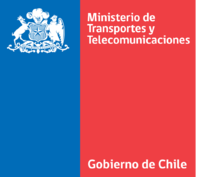 Ministerio de
Transportes y
Telecomunicaciones
Gobierno de Chile